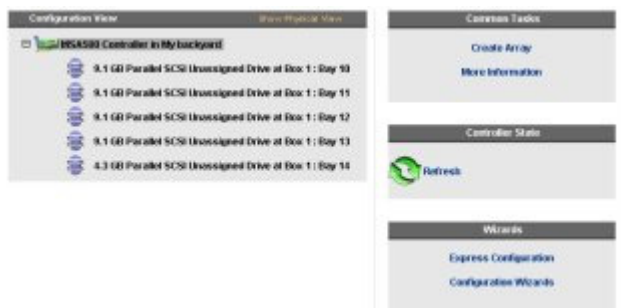 Configuration View
Show Physical View
MSA500 Controller in My backyard
9.1 GB Parallel SCSI Unassigned Drive at Box 1 : Bay 10
9.1 GB Parallel SCSI Unassigned Drive at Box 1 : Bay 11
9.1 GB Parallel SCSI Unassigned Drive at Box 1 : Bay 12
9.1 GB Parallel SCSI Unassigned Drive at Box 1 : Bay 13
4.3 GB Parallel SCSI Unassigned Drive at Box 1 : Bay 14
Common Tasks
Create Array
More Information
Controller State
Refresh
Wizards
Express Configuration
Configuration Wizards